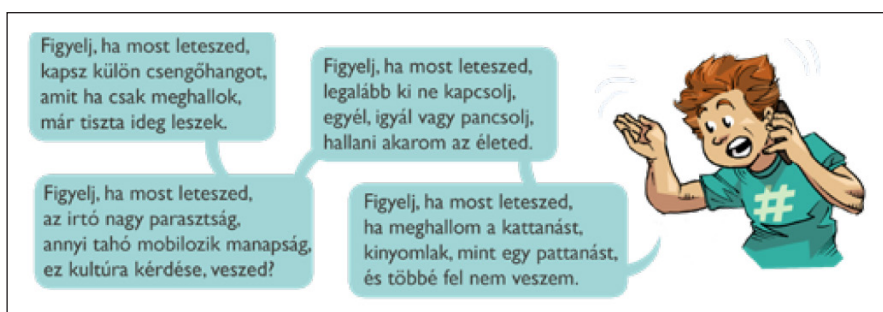 Figyelj, ha most leteszed,
kapsz külön csengőhangot,
amit ha csak meghallok,
már tiszta ideg leszek.
Figyelj, ha most leteszed,
az irtó nagy parasztság,
annyi tahó mobilozik manapság,
ez kultúra kérdése, veszed?
Figyelj, ha most leteszed,
legalább ki ne kapcsolj,
egyél, igyál vagy pancsolj,
hallani akarom az életed.
Figyelj, ha most leteszed,
ha meghallom a kattanást,
kinyomlak, mint egy pattanást,
és többé fel nem veszem.
#